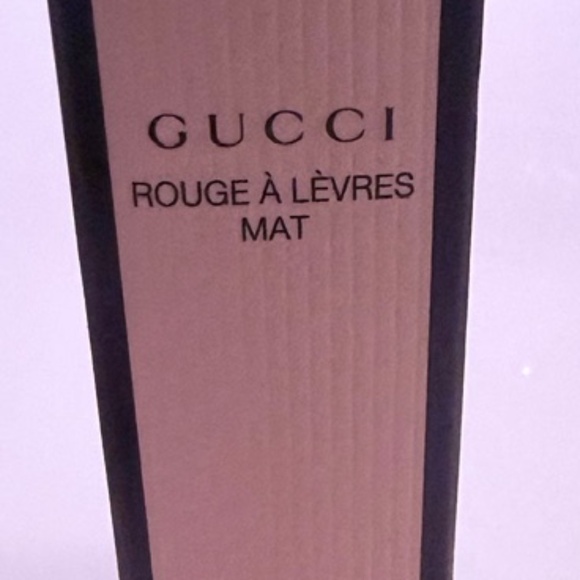 GUCCI
ROUGE À LÈVRES
MAT